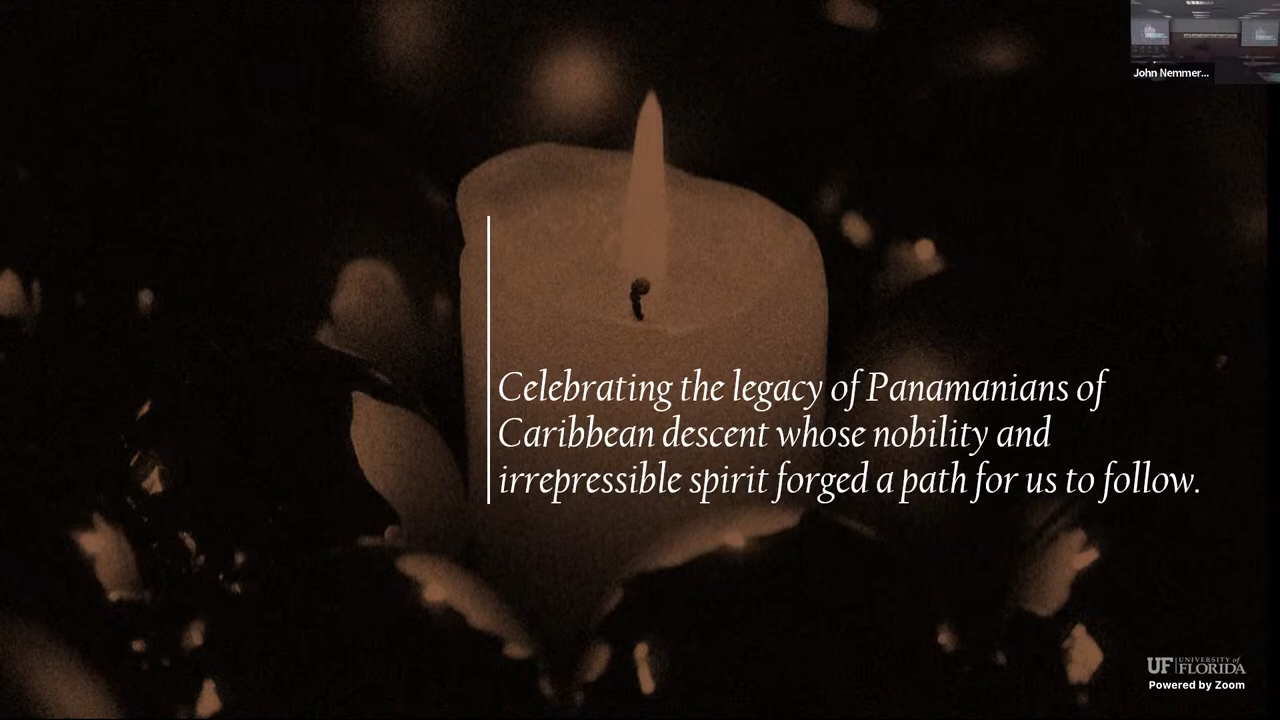 John Nemmer...
Celebrating the legacy of Panamanians of
Caribbean descent whose nobility and
irrepressible spirit forged a path for us to follow.
UF UNIVERSITY of
FLORIDA
Powered by Zoom